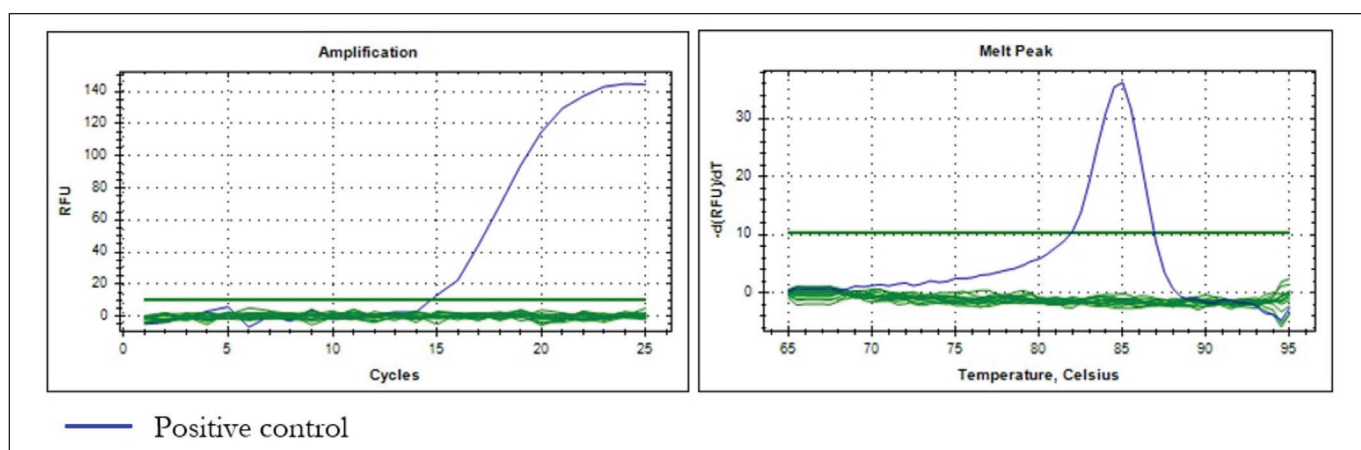 Amplification
RFU
140
120
100
80
60
40
20
0
0 5 10 15 20 25
Cycles
Melt Peak
-d(RFU)/dT
30
20
10
0
65 70 75 80 85 90 95
Temperature, Celsius
Positive control